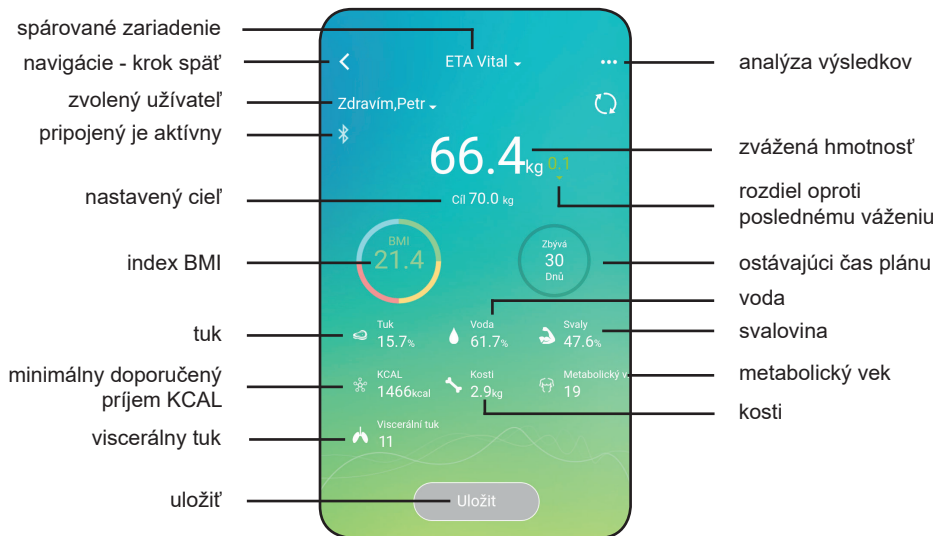 spárované zariadenie
navigácie - krok späť
zvolený užívateľ
pripojený je aktívny
nastavený cieľ
index BMI
tuk
minimálny doporučený
príjem KCAL
viscerálny tuk
uložiť
ETA Vital
Zdravím,Petr
66.4kg 0.1
Cíl 70.0 kg
BMI
21.4
Zbývá
30
Dnů
Tuk
15.7%
Voda
61.7%
Svaly
47.6%
KCAL
1466kcal
Kosti
2.9kg
Metabolický v
19
Viscerální tuk
11
Uložit
analýza výsledkov
zvážená hmotnosť
rozdiel oproti
poslednému váženiu
ostávajúci čas plánu
voda
svalovina
metabolický vek
kosti